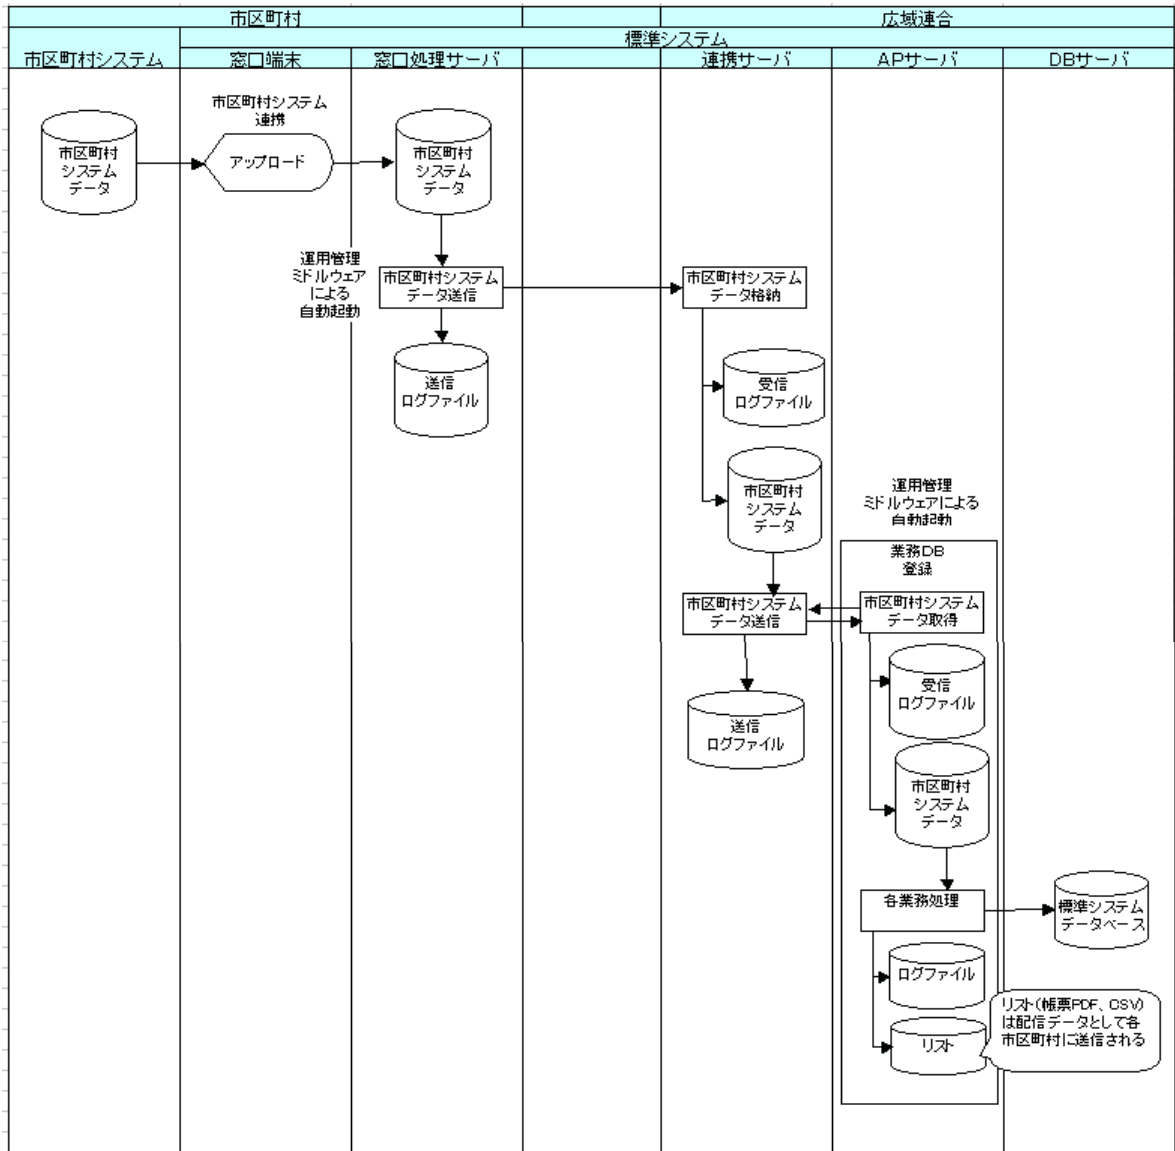 市区町村
広域連合
標準システム
市区町村システム
窓口端末
窓口処理サーバ
連携サーバ
APサーバ
DBサーバ
市区町村システム
連携
市区町村
システム
データ
アップロード
市区町村
システム
データ
運用管理
ミドルウェア
による
自動起動
市区町村システム
データ送信
市区町村システム
データ格納
送信
ログファイル
受信
ログファイル
市区町村
システム
データ
運用管理
ミドルウェアによる
自動起動
業務DB
登録
市区町村システム
データ送信
市区町村システム
データ取得
受信
ログファイル
送信
ログファイル
市区町村
システム
データ
各業務処理
標準システム
データベース
ログファイル
リスト(帳票PDF、CSV)
は配信データとして各
市区町村に送信される
リスト